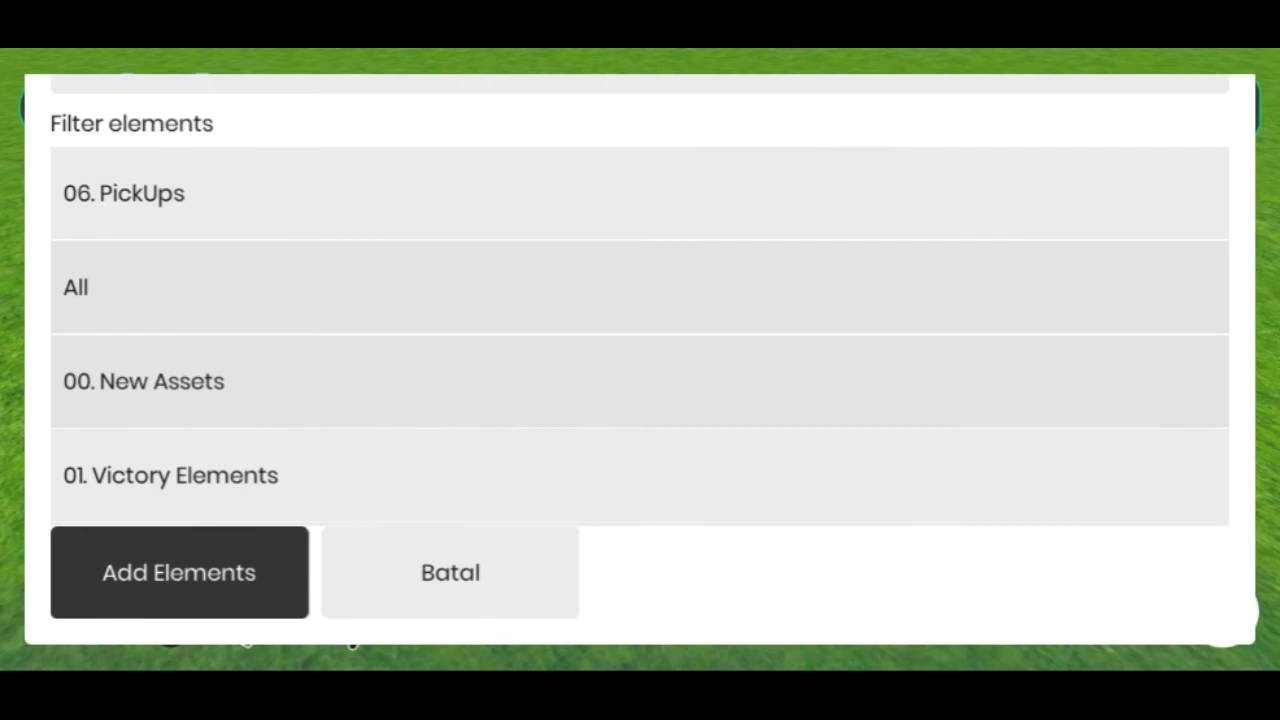 Filter elements
06. PickUps
All
00. New Assets
01. Victory Elements
Add Elements
Batal